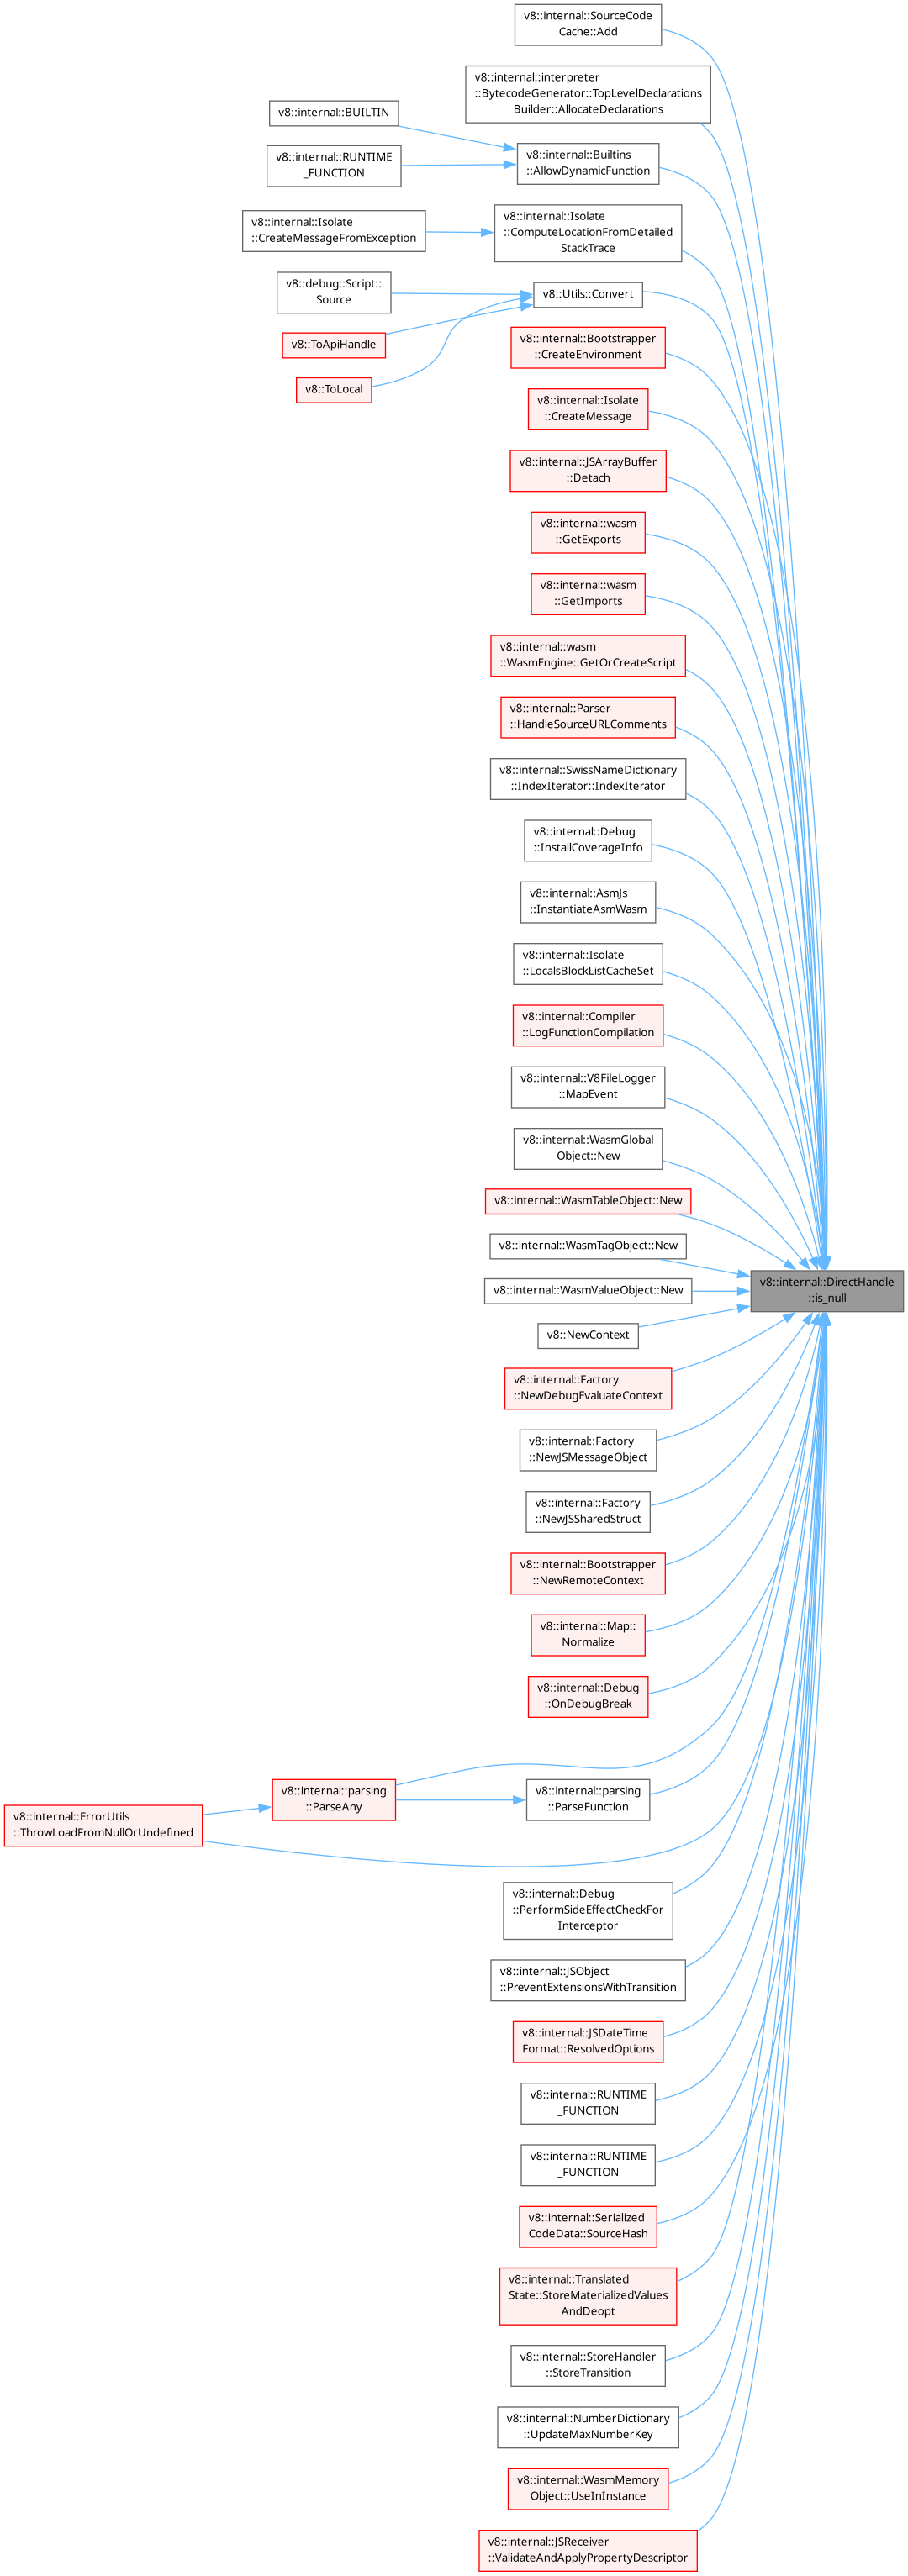 v8::internal::SourceCode
Cache::Add
v8::internal::interpreter
::BytecodeGenerator::TopLevelDeclarations
Builder::AllocateDeclarations
v8::internal::BUILTIN
v8::internal::RUNTIME
_FUNCTION
v8::internal::Builtins
::AllowDynamicFunction
v8::internal::Isolate
::CreateMessageFromException
v8::internal::Isolate
::ComputeLocationFromDetailed
StackTrace
v8::debug::Script::
Source
v8::Utils::Convert
v8::ToApiHandle
v8::ToLocal
v8::internal::Bootstrapper
::CreateEnvironment
v8::internal::Isolate
::CreateMessage
v8::internal::JSArrayBuffer
::Detach
v8::internal::wasm
::GetExports
v8::internal::wasm
::GetImports
v8::internal::wasm
::WasmEngine::GetOrCreateScript
v8::internal::Parser
::HandleSourceURLComments
v8::internal::SwissNameDictionary
::IndexIterator::IndexIterator
v8::internal::Debug
::InstallCoverageInfo
v8::internal::AsmJs
::InstantiateAsmWasm
v8::internal::Isolate
::LocalsBlockListCacheSet
v8::internal::Compiler
::LogFunctionCompilation
v8::internal::V8FileLogger
::MapEvent
v8::internal::WasmGlobal
Object::New
v8::internal::WasmTableObject::New
v8::internal::WasmTagObject::New
v8::internal::WasmValueObject::New
v8::internal::DirectHandle
::is_null
v8::NewContext
v8::internal::Factory
::NewDebugEvaluateContext
v8::internal::Factory
::NewJSMessageObject
v8::internal::Factory
::NewJSSharedStruct
v8::internal::Bootstrapper
::NewRemoteContext
v8::internal::Map::
Normalize
v8::internal::Debug
::OnDebugBreak
v8::internal::ErrorUtils
::ThrowLoadFromNullOrUndefined
v8::internal::parsing
::ParseAny
v8::internal::parsing
::ParseFunction
v8::internal::Debug
::PerformSideEffectCheckFor
Interceptor
v8::internal::JSObject
::PreventExtensionsWithTransition
v8::internal::JSDateTime
Format::ResolvedOptions
v8::internal::RUNTIME
_FUNCTION
v8::internal::RUNTIME
_FUNCTION
v8::internal::Serialized
CodeData::SourceHash
v8::internal::Translated
State::StoreMaterializedValues
AndDeopt
v8::internal::StoreHandler
::StoreTransition
v8::internal::NumberDictionary
::UpdateMaxNumberKey
v8::internal::WasmMemory
Object::UseInInstance
v8::internal::JSReceiver
::ValidateAndApplyPropertyDescriptor